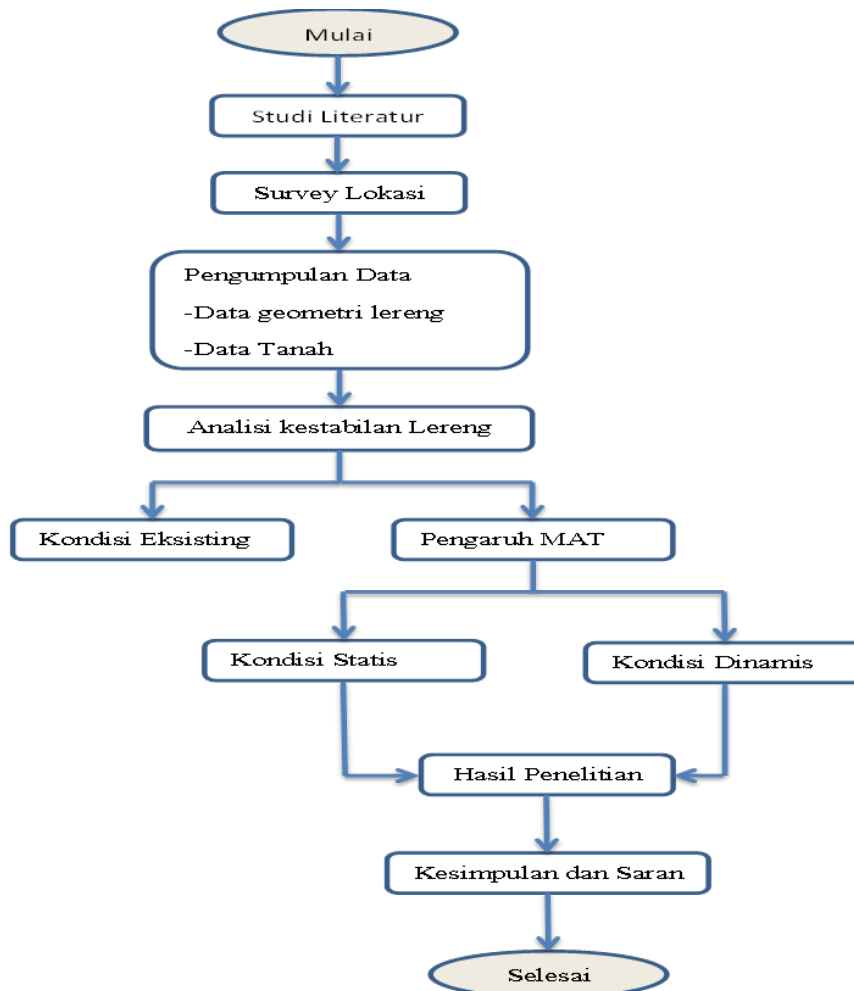 Mulai
Studi Literatur
Survey Lokasi
Pengumpulan Data
-Data geometri lereng
-Data Tanah
Analisi kestabilan Lereng
Kondisi Eksisting
Pengaruh MAT
Kondisi Statis
Kondisi Dinamis
Hasil Penelitian
Kesimpulan dan Saran
Selesai